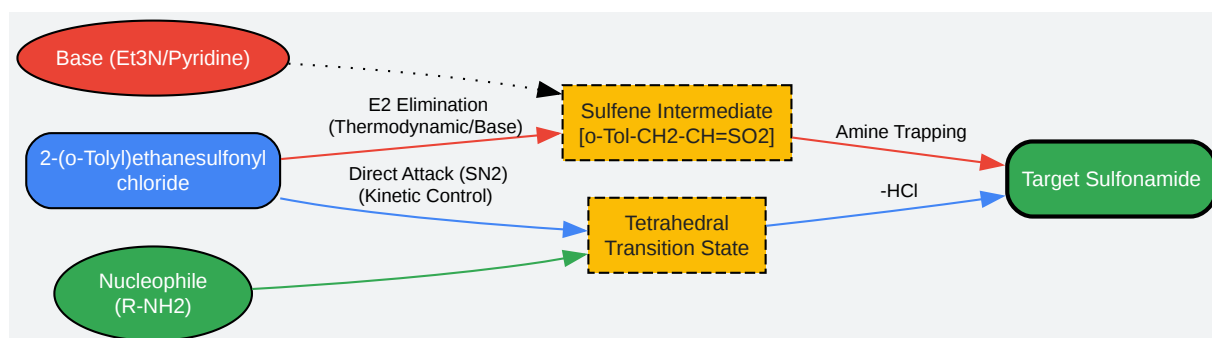 Base (Et3N/Pyridine)
2-(o-Tolyl)ethanesulfonyl
chloride
Nucleophile
(R-NH2)
E2 Elimination
(Thermodynamic/Base)
Direct Attack (SN2)
(Kinetic Control)
Sulfene Intermediate
[o-Tol-CH2-CH=SO2]
Tetrahedral
Transition State
Amine Trapping
-HCl
Target Sulfonamide